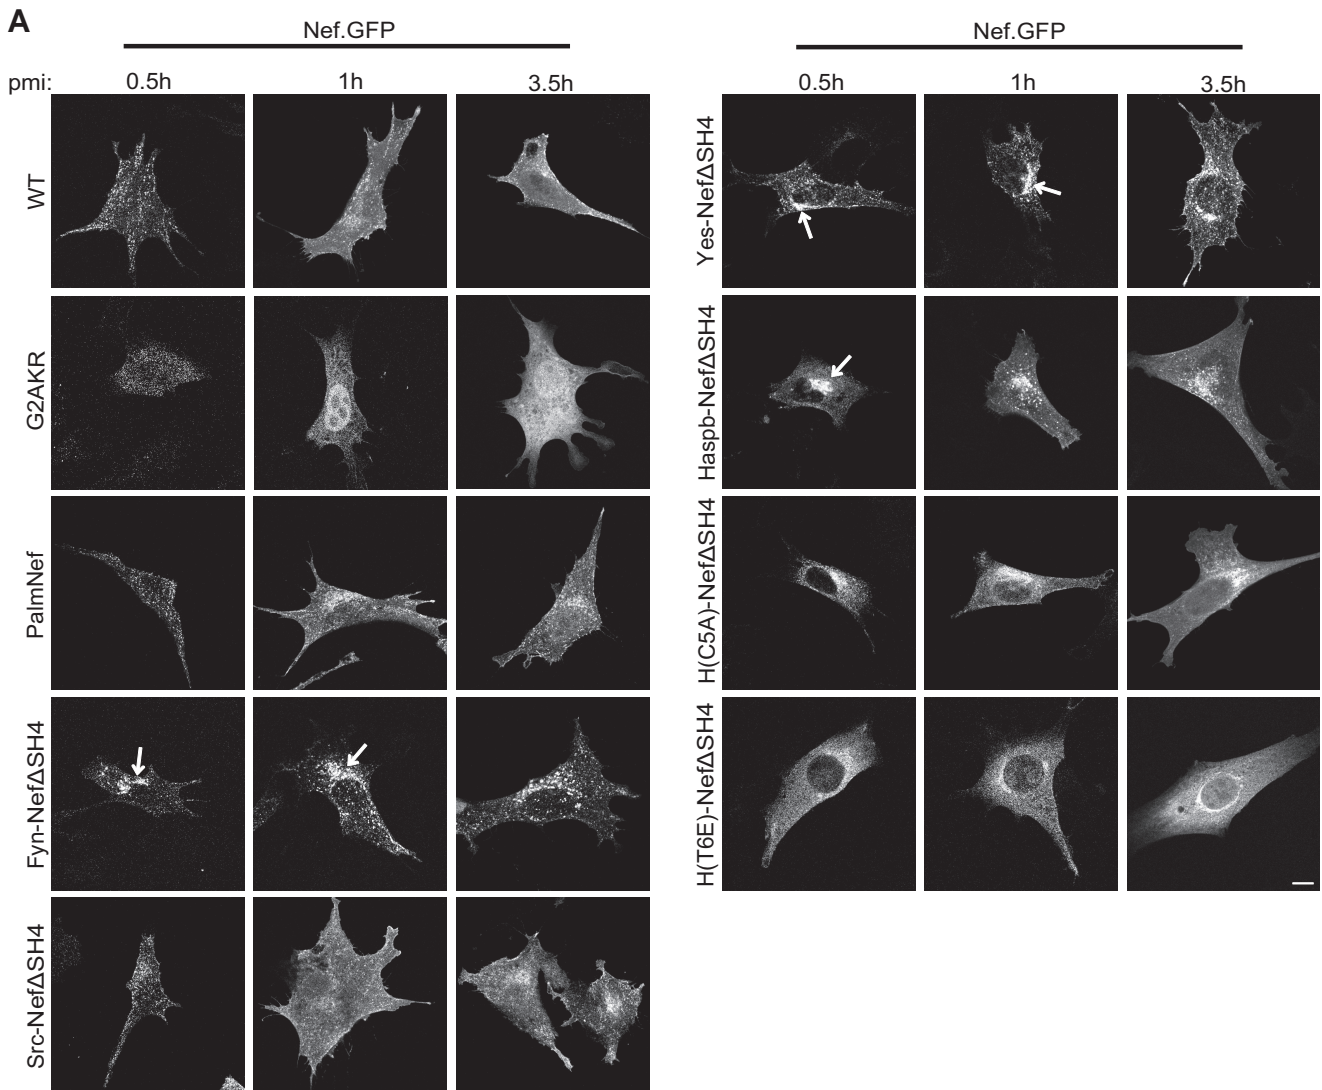 A
Nef.GFP
pmi: 0.5h 1h 3.5h
WT
G2AKR
PalmNef
Fyn-NefΔSH4
Src-NefΔSH4
Nef.GFP
0.5h 1h 3.5h
Yes-NefΔSH4
Haspb-NefΔSH4
H(C5A)-NefΔSH4
H(T6E)-NefΔSH4